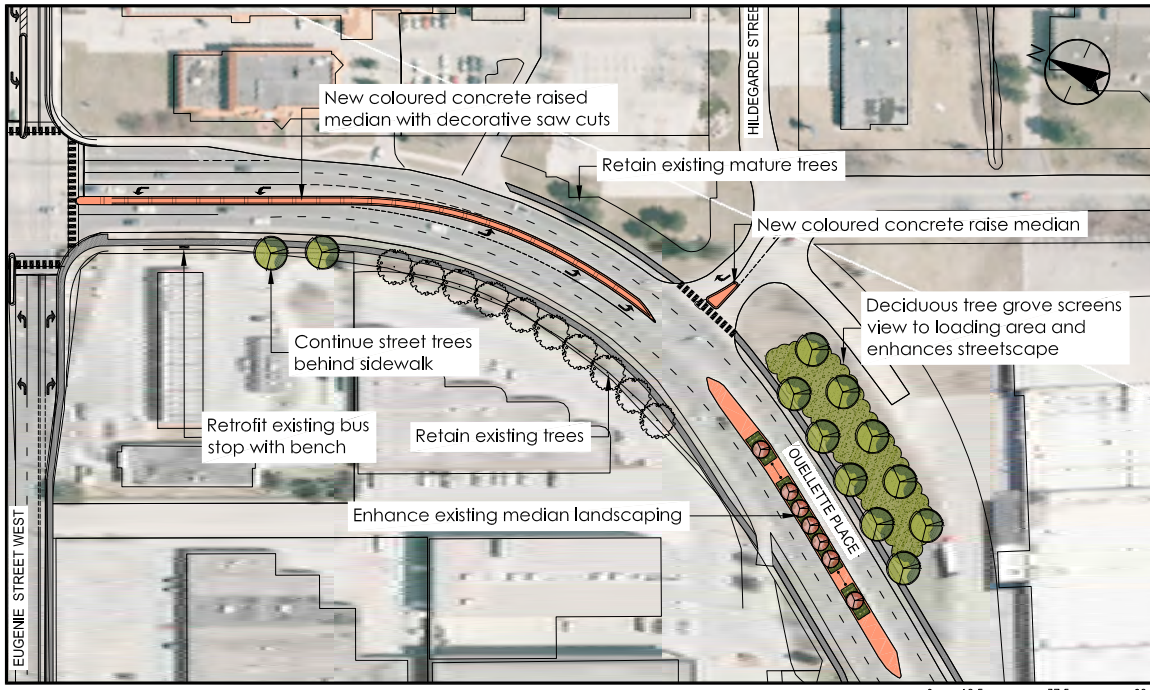 HILDEGARDE STREET
N
New coloured concrete raised
median with decorative saw cuts
Retain existing mature trees
New coloured concrete raise median
Deciduous tree grove screens
view to loading area and
enhances streetscape
Continue street trees
behind sidewalk
Retrofit existing bus
stop with bench
Retain existing trees
OUELLETTE PLACE
Enhance existing median landscaping
EUGENIE STREET WEST